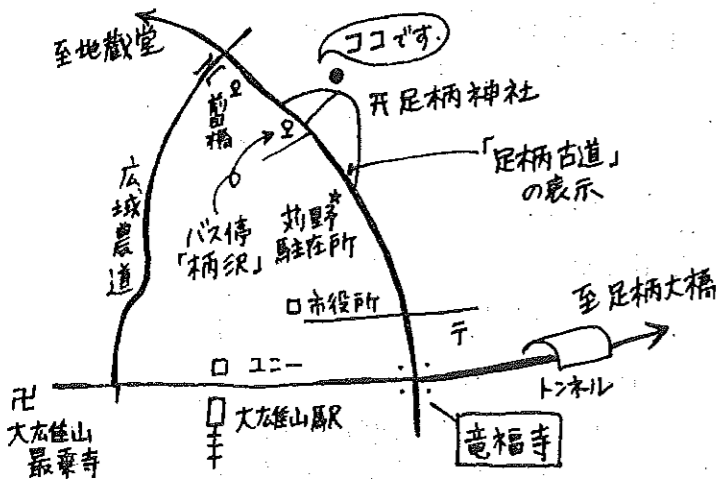 ココです.
至地蔵堂
足柄神社
前田橋
「足柄古道」
の表示
広域農道
バス停
「柄沢」
苅野
駐在所
市役所
至足柄大橋
〒
ユニー
トンネル
卍
大雄山
最乗寺
大雄山駅
竜福寺